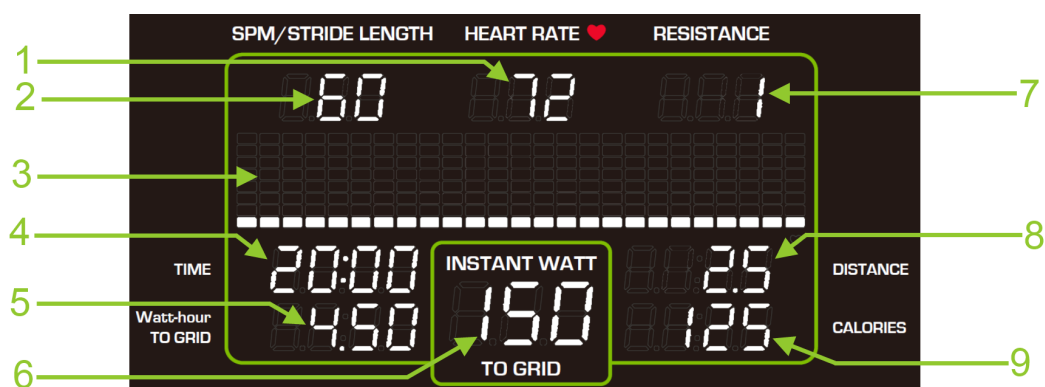 SPM/STRIDE LENGTH HEART RATE RESISTANCE
1
2
60 72 1
7
3
4
20:00
TIME
INSTANT WATT
2.5
DISTANCE
8
5
Watt-hour
TO GRID
4.50
150
125
CALORIES
6
TO GRID
9